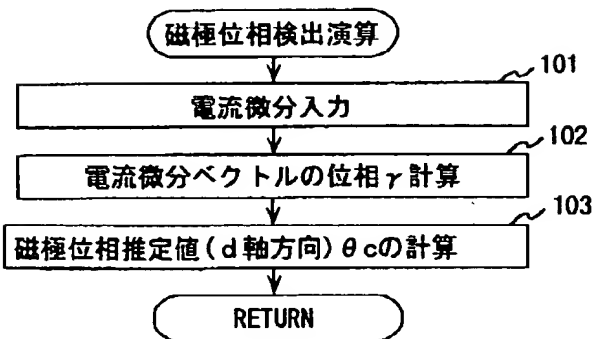 磁極位相検出演算
101
電流微分入力
102
電流微分ベクトルの位相γ計算
103
磁極位相推定値(d軸方向)θcの計算
RETURN